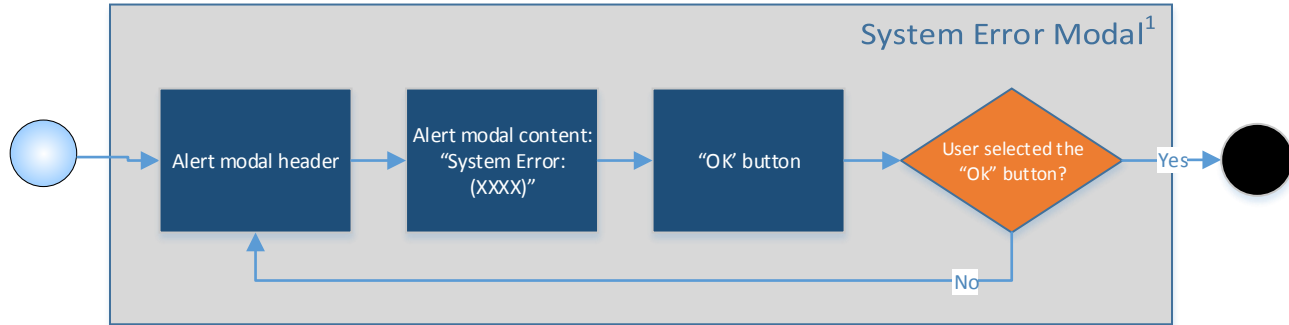 System Error Modal¹
Alert modal header
Alert modal content:
“System Error:
(XXXX)”
“OK’ button
User selected the
“Ok” button?
Yes
No